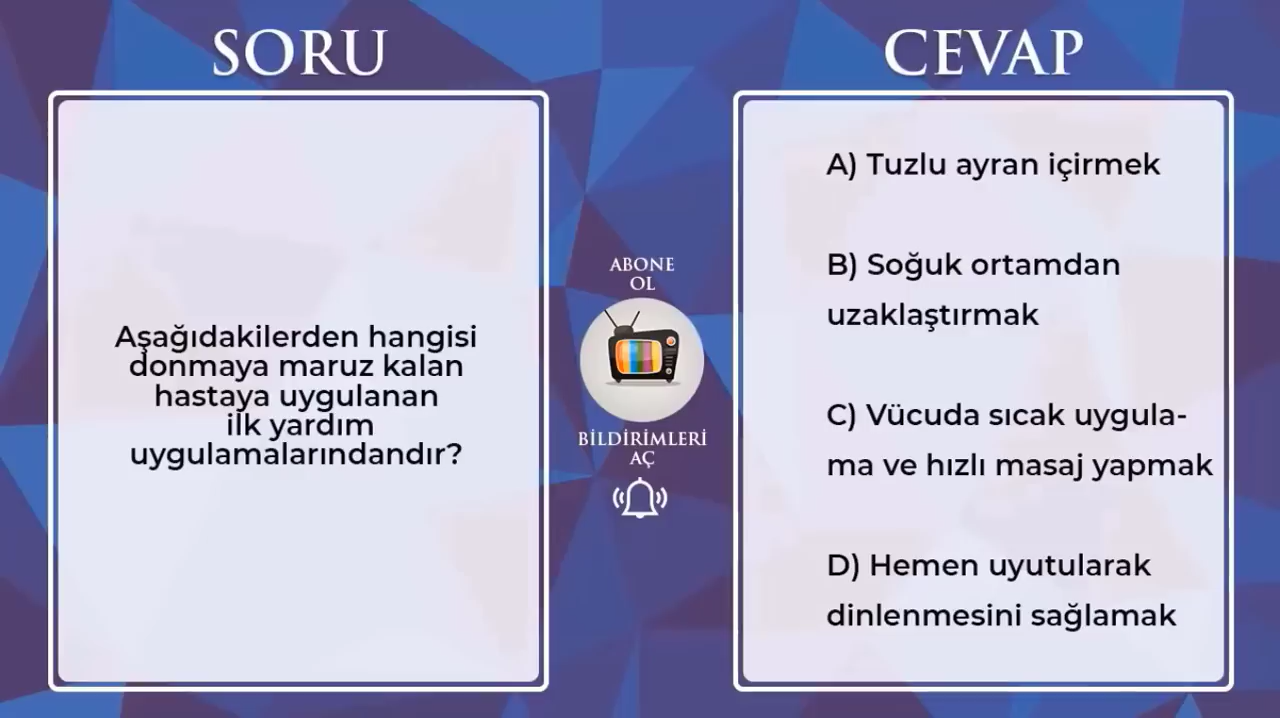 SORU
Aşağıdakilerden hangisi
donmaya maruz kalan
hastaya uygulanan
ilk yardım
uygulamalarındandır?
ABONE
OL
BİLDİRİMLERİ
AÇ
CEVAP
A) Tuzlu ayran içirmek
B) Soğuk ortamdan
uzaklaştırmak
C) Vücuda sıcak uygula-
ma ve hızlı masaj yapmak
D) Hemen uyutularak
dinlenmesini sağlamak